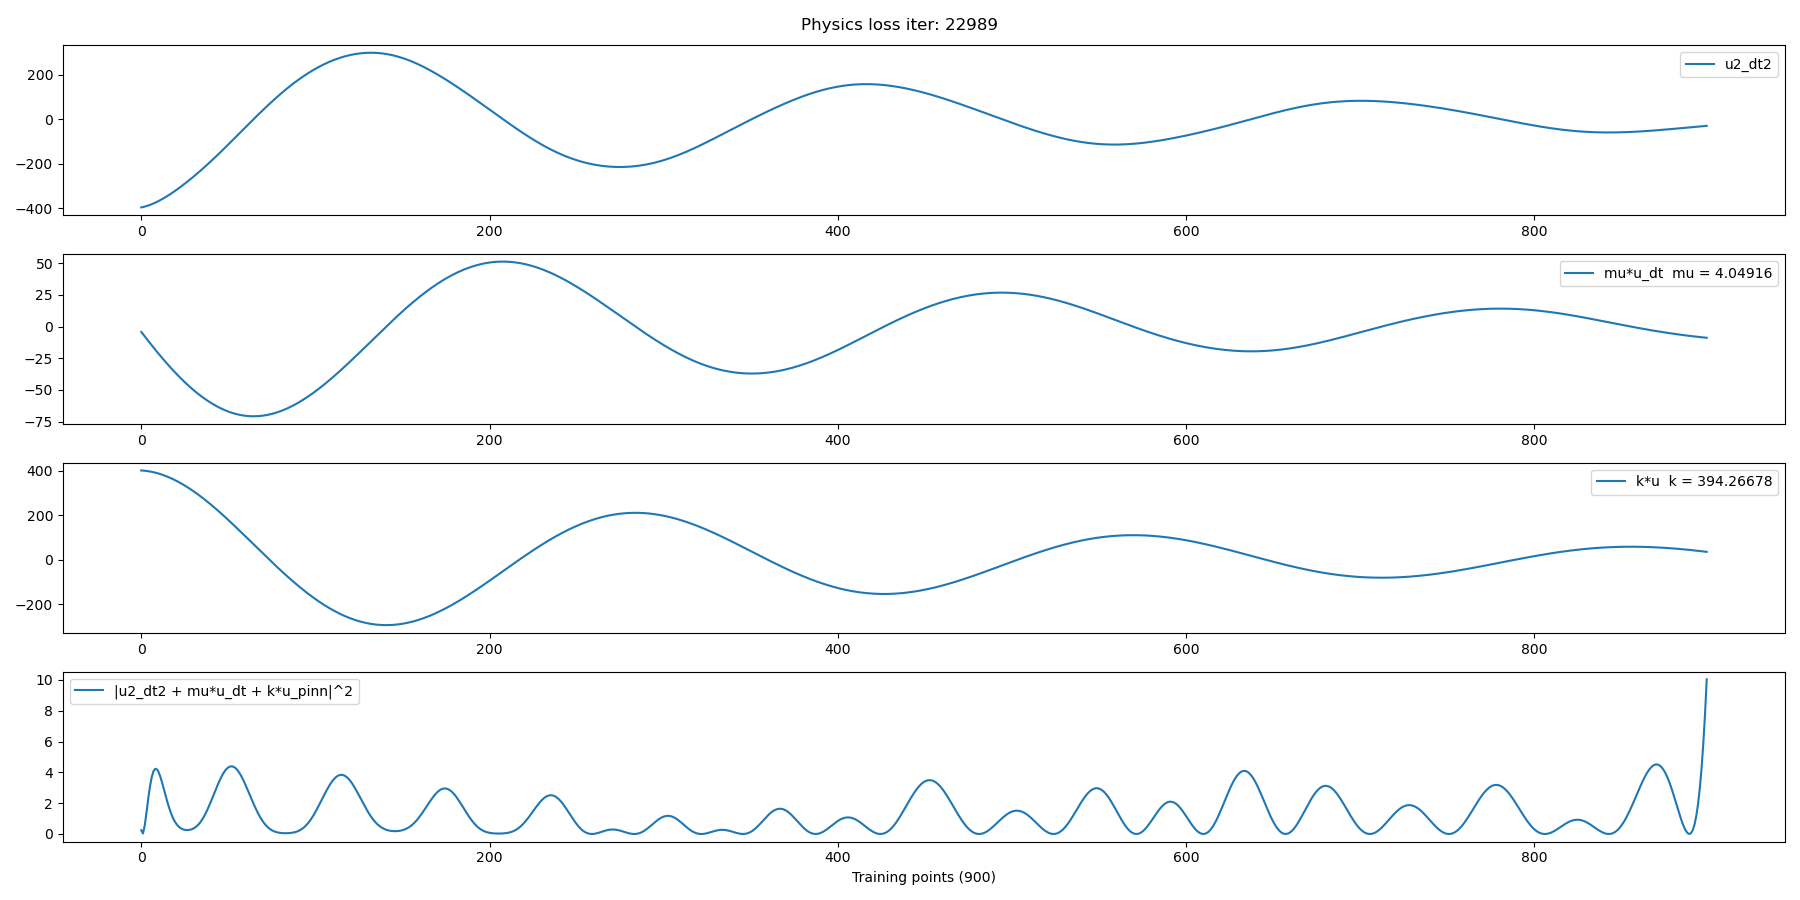 Physics loss iter: 22989
200
0
−200
−400
u2_dt2
0 200 400 600 800
50
25
0
−25
−50
−75
mu*u_dt  mu = 4.04916
0 200 400 600 800
400
200
0
−200
k*u  k = 394.26678
0 200 400 600 800
10
8
6
4
2
0
|u2_dt2 + mu*u_dt + k*u_pinn|^2
0 200 400 600 800
Training points (900)